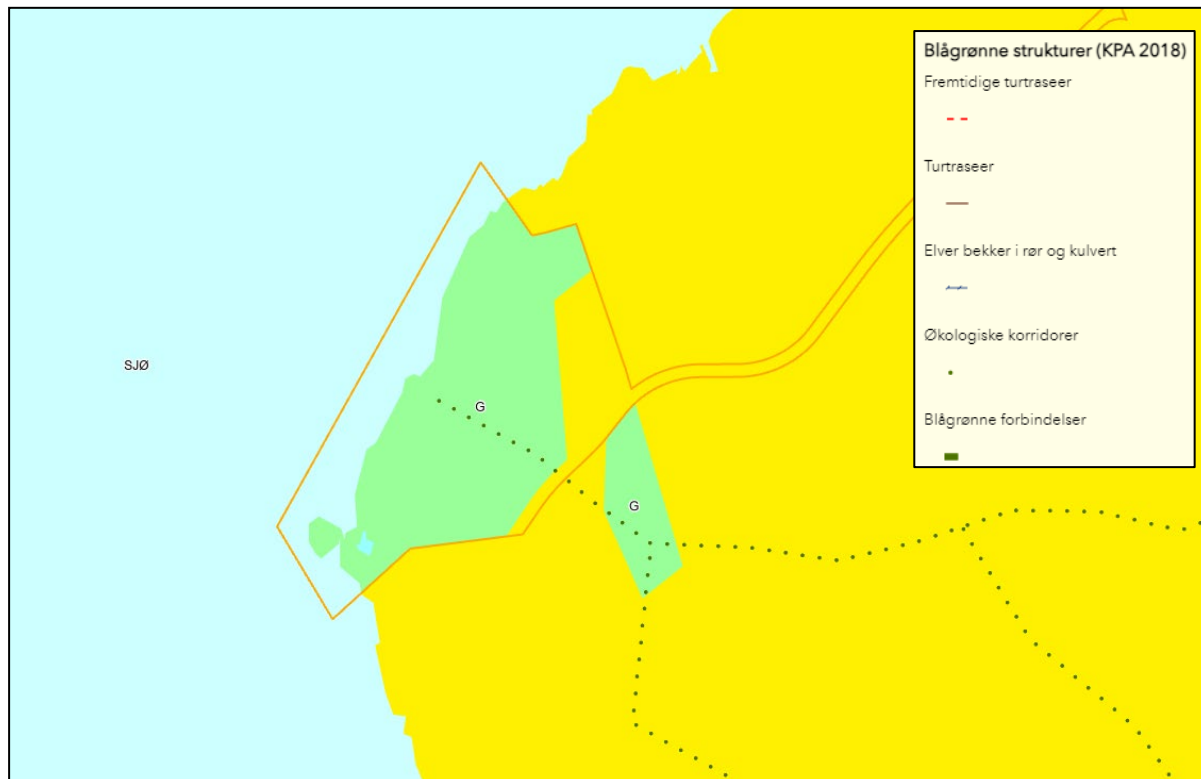 Blågrønne strukturer (KPA 2018)
Fremtidige turtraseer
Turtraseer
Elver bekker i rør og kulvert
Økologiske korridorer
Blågrønne forbindelser
SJØ
G
G